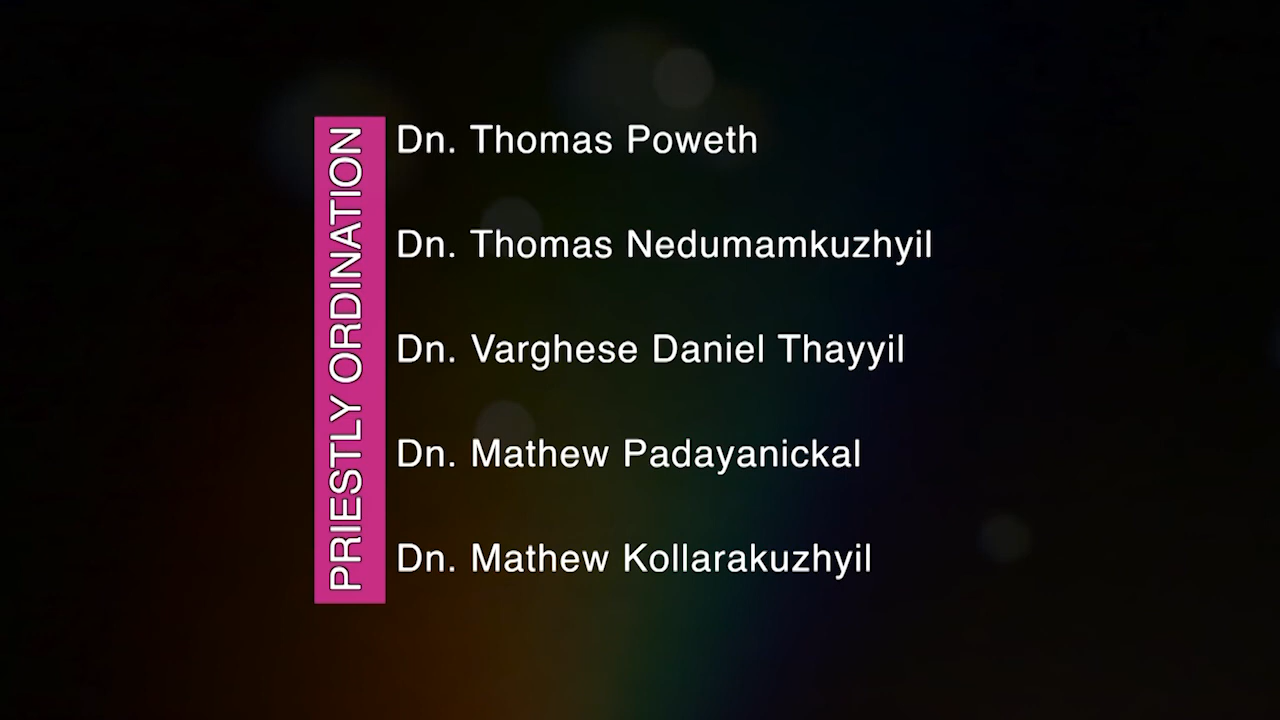 PRIESTLY ORDINATION
Dn. Thomas Poweth
Dn. Thomas Nedumamkuzhyil
Dn. Varghese Daniel Thayyil
Dn. Mathew Padayanickal
Dn. Mathew Kollarakuzhyil